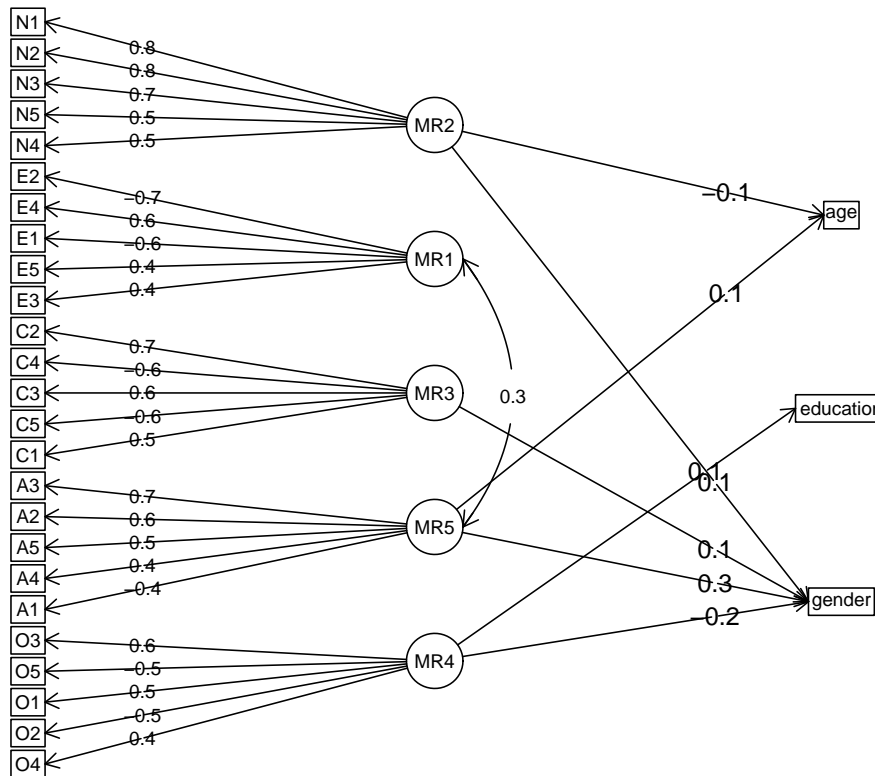 N1
N2
N3
N5
N4
E2
E4
E1
E5
E3
C2
C4
C3
C5
C1
A3
A2
A5
A4
A1
O3
O5
O1
O2
O4
0.8
0.8
0.7
0.5
0.5
−0.7
0.6
−0.6
0.4
0.4
0.7
−0.6
0.6
−0.6
0.5
0.7
0.6
0.5
0.4
−0.4
0.6
−0.5
0.5
−0.5
0.4
MR2
MR1
MR3
MR5
MR4
0.3
−0.1
0.1
0.1
0.1
0.1
0.3
−0.2
age
education
gender